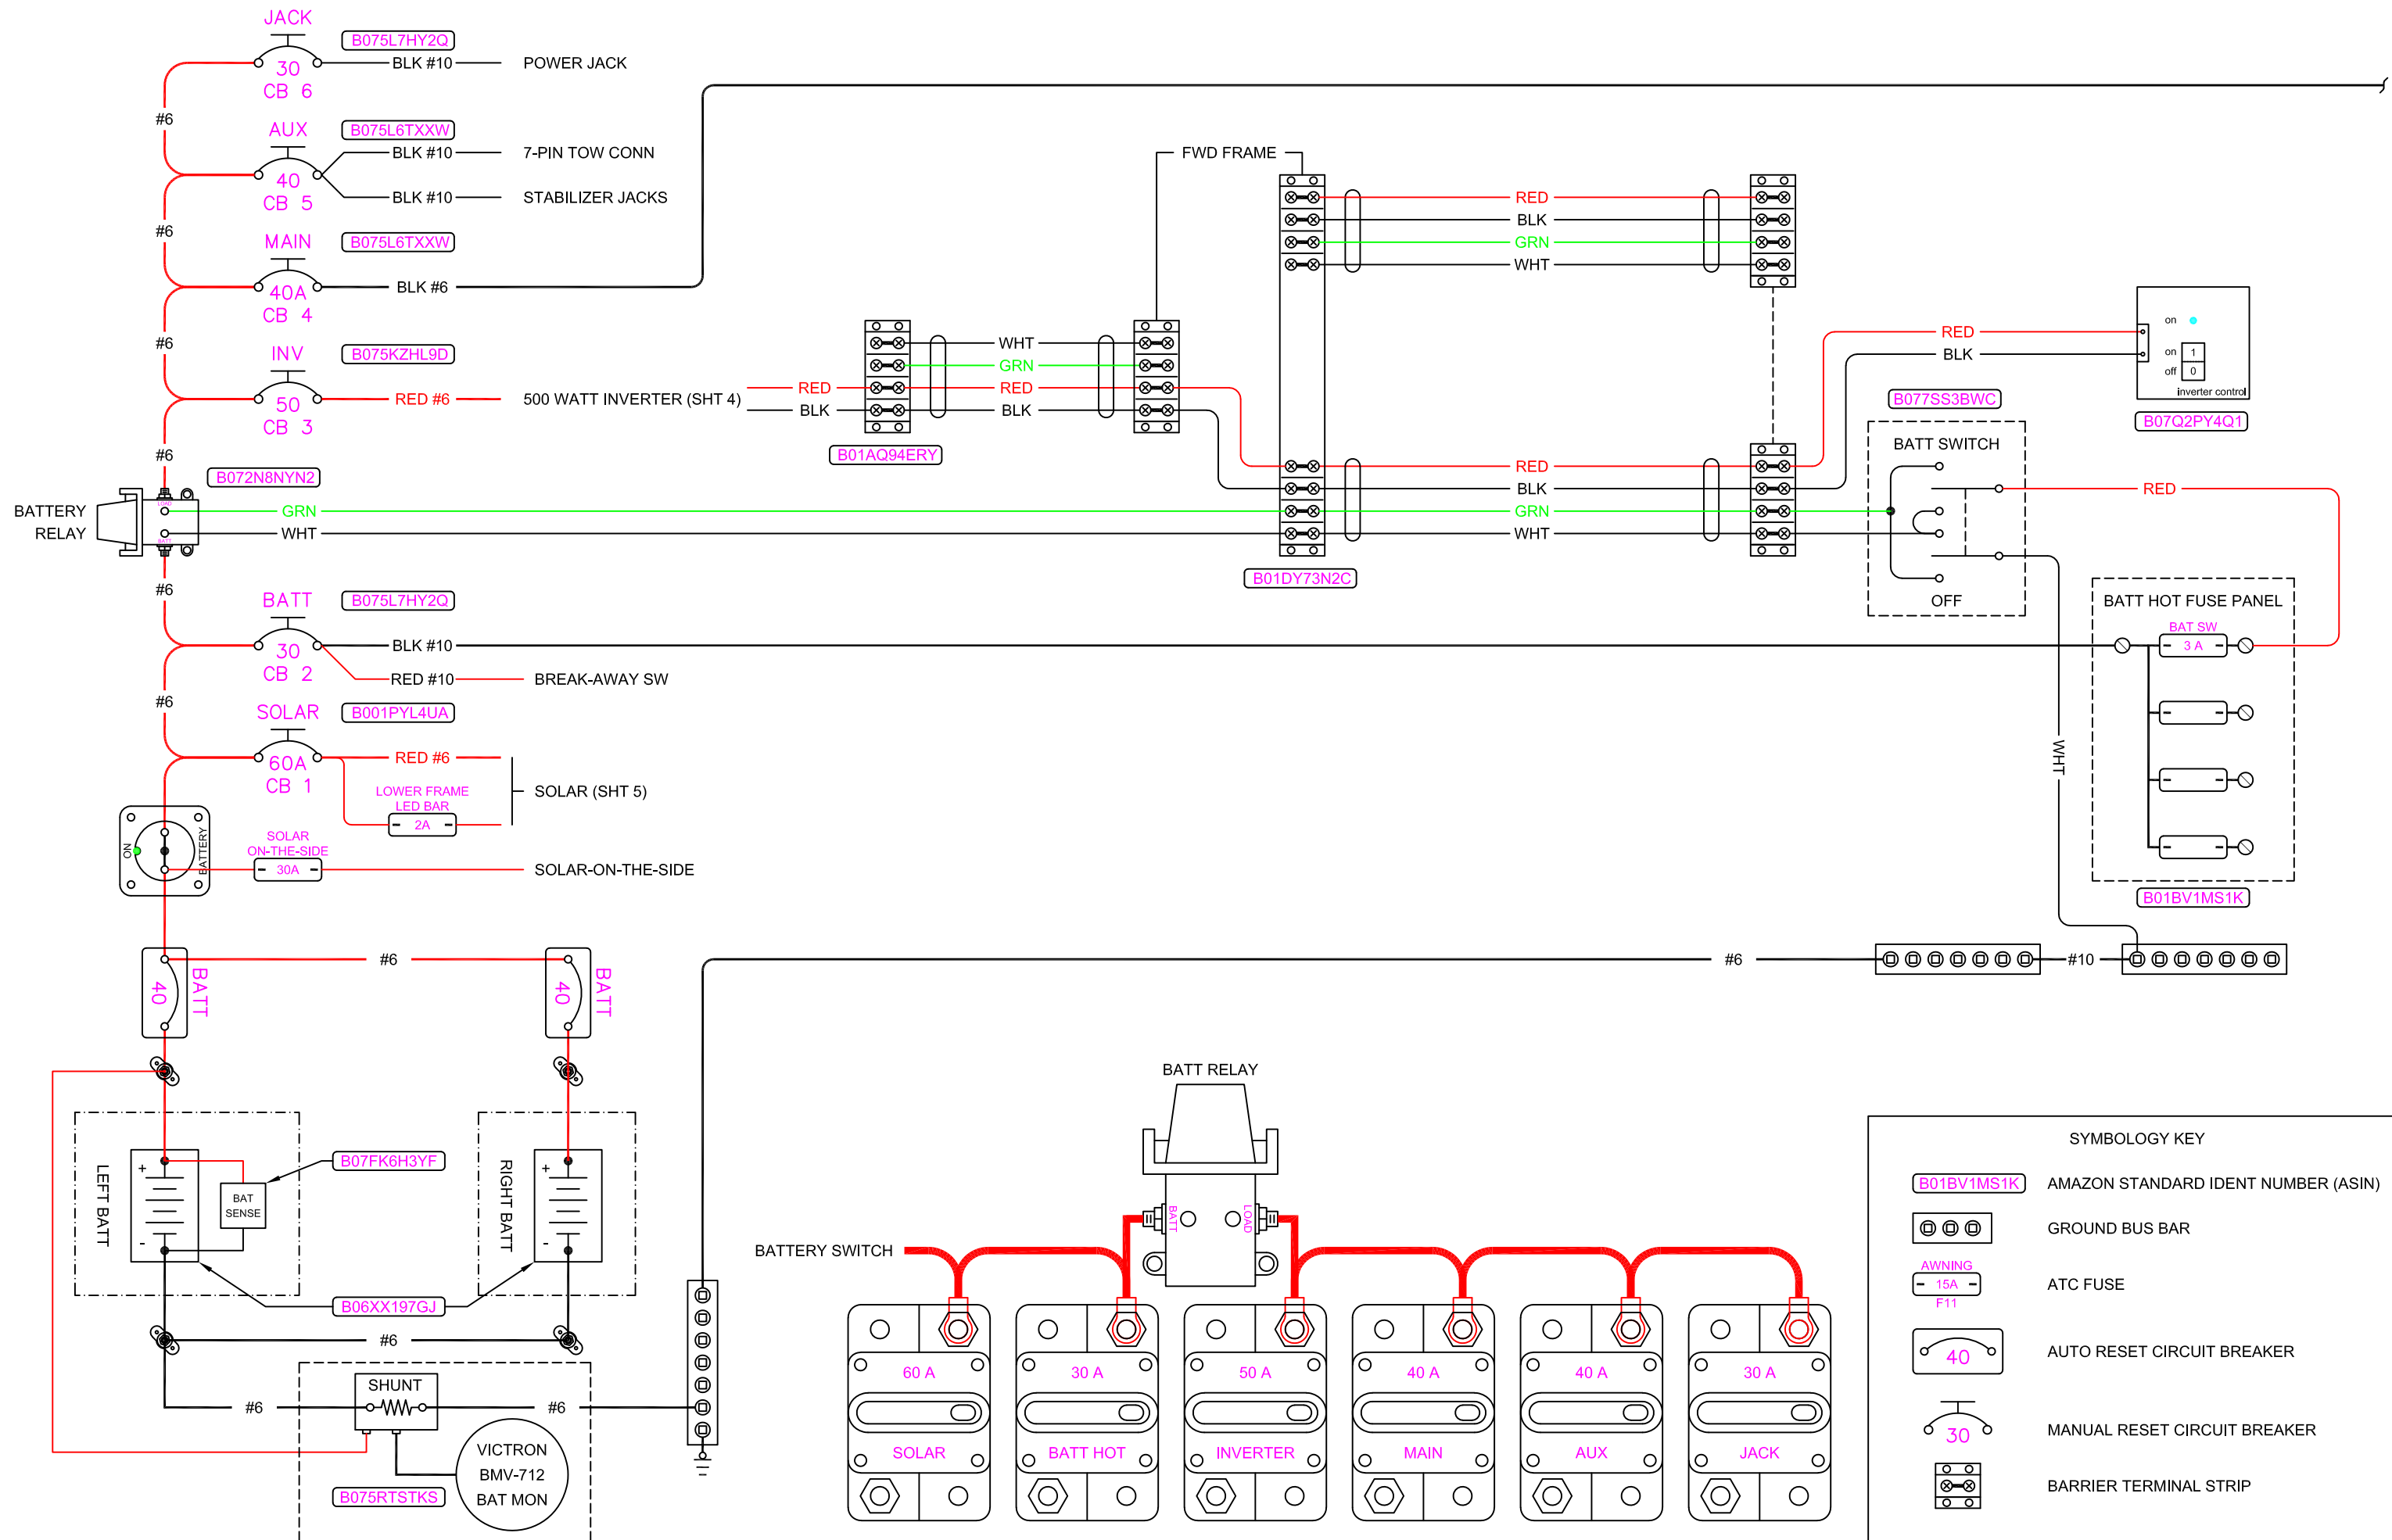 JACK
B075L7HY2Q
30
CB 6
BLK #10
POWER JACK
#6
AUX
B075L6TXXW
40
CB 5
BLK #10
7-PIN TOW CONN
BLK #10
STABILIZER JACKS
#6
MAIN
B075L6TXXW
40A
CB 4
BLK #6
#6
INV
B075KZHL9D
50
CB 3
RED #6
500 WATT INVERTER (SHT 4)
#6
RED
BLK
B01AQ94ERY
WHT
GRN
RED
BLK
FWD FRAME
RED
BLK
GRN
WHT
RED
BLK
GRN
WHT
B01DY73N2C
RED
BLK
on
on 1
off 0
inverter control
B07Q2PY4Q1
B077SS3BWC
BATT SWITCH
OFF
RED
B072N8NYN2
BATTERY
RELAY
LOAD
BATT
GRN
WHT
#6
BATT
B075L7HY2Q
30
CB 2
BLK #10
RED #10
BREAK-AWAY SW
#6
SOLAR
B001PYL4UA
60A
CB 1
RED #6
LOWER FRAME
LED BAR
2A
SOLAR (SHT 5)
ON
BATTERY
SOLAR
ON-THE-SIDE
30A
SOLAR-ON-THE-SIDE
BATT HOT FUSE PANEL
BAT SW
3 A
B01BV1MS1K
WHT
#6
#10
40
BATT
#6
40
BATT
LEFT BATT
+
-
BAT
SENSE
B07FK6H3YF
RIGHT BATT
+
-
B06XX197GJ
#6
#6
SHUNT
#6
VICTRON
BMV-712
BAT MON
B075RTSTKS
BATT RELAY
BATT
LOAD
BATTERY SWITCH
60 A
SOLAR
30 A
BATT HOT
50 A
INVERTER
40 A
MAIN
40 A
AUX
30 A
JACK
SYMBOLOGY KEY
B01BV1MS1K
AMAZON STANDARD IDENT NUMBER (ASIN)
GROUND BUS BAR
AWNING
15A
F11
ATC FUSE
40
AUTO RESET CIRCUIT BREAKER
30
MANUAL RESET CIRCUIT BREAKER
BARRIER TERMINAL STRIP